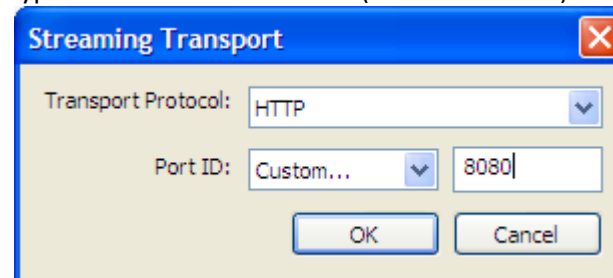 Streaming Transport
Transport Protocol: HTTP
Port ID: Custom... 8080
OK Cancel